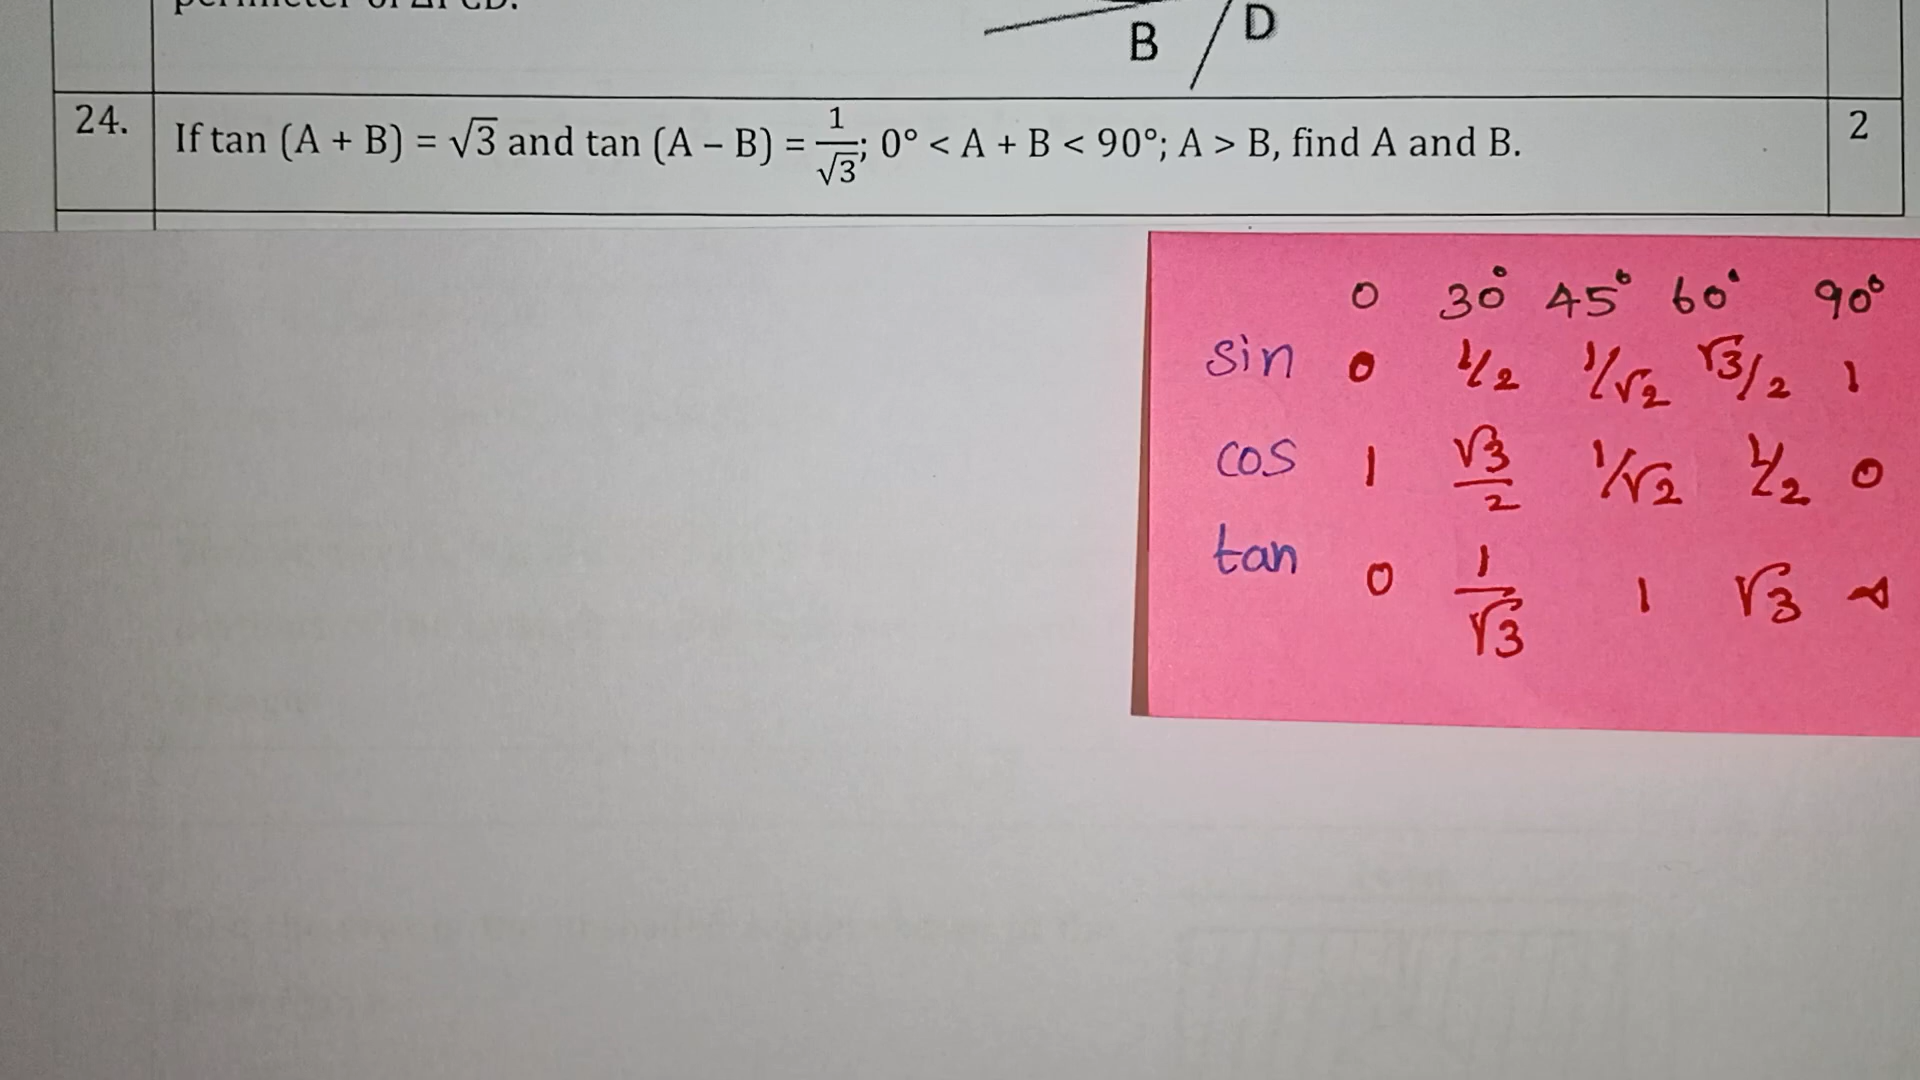 B D
24. If tan (A + B) = √3 and tan (A – B) = 1/√3; 0° < A + B < 90°; A > B, find A and B. 2
0 30° 45° 60° 90°
sin 0 1/2 1/√2 √3/2 1
cos 1 √3/2 1/√2 1/2 0
tan 0 1/√3 1 √3